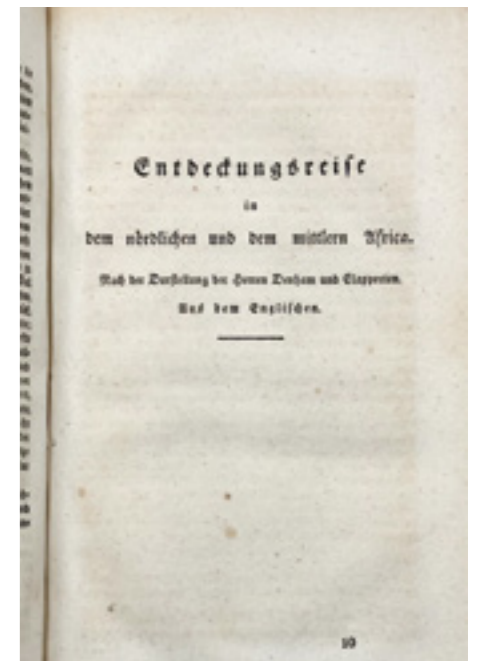 Entdeckungsreise
in
dem nördlichen und dem mittlern Africa.
Nach der Darstellung der Herren Denham und Clapperton.
Aus dem Englischen.
10